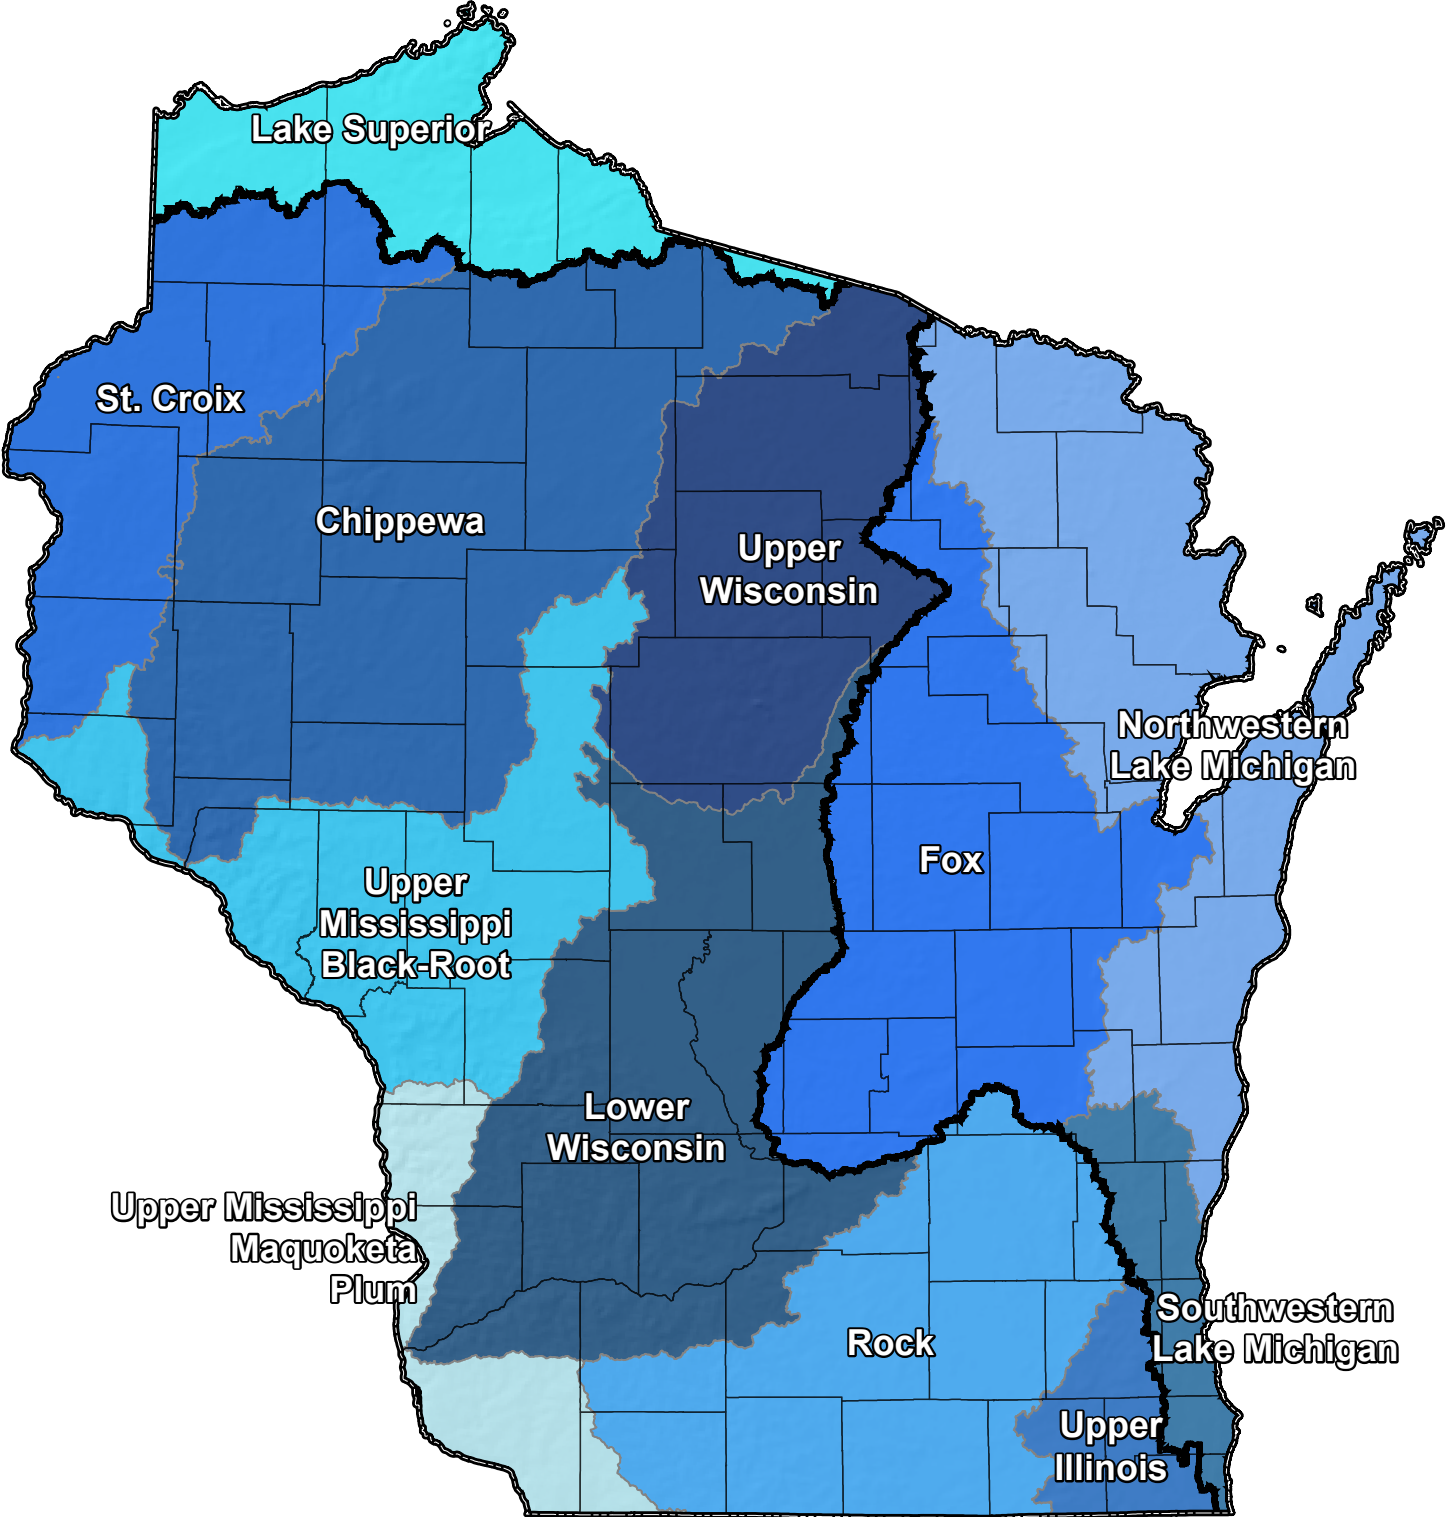 Lake Superior
St. Croix
Chippewa
Upper
Wisconsin
Northwestern
Lake Michigan
Fox
Upper
Mississippi
Black-Root
Lower
Wisconsin
Upper Mississippi
Maquoketa
Plum
Southwestern
Lake Michigan
Rock
Upper
Illinois